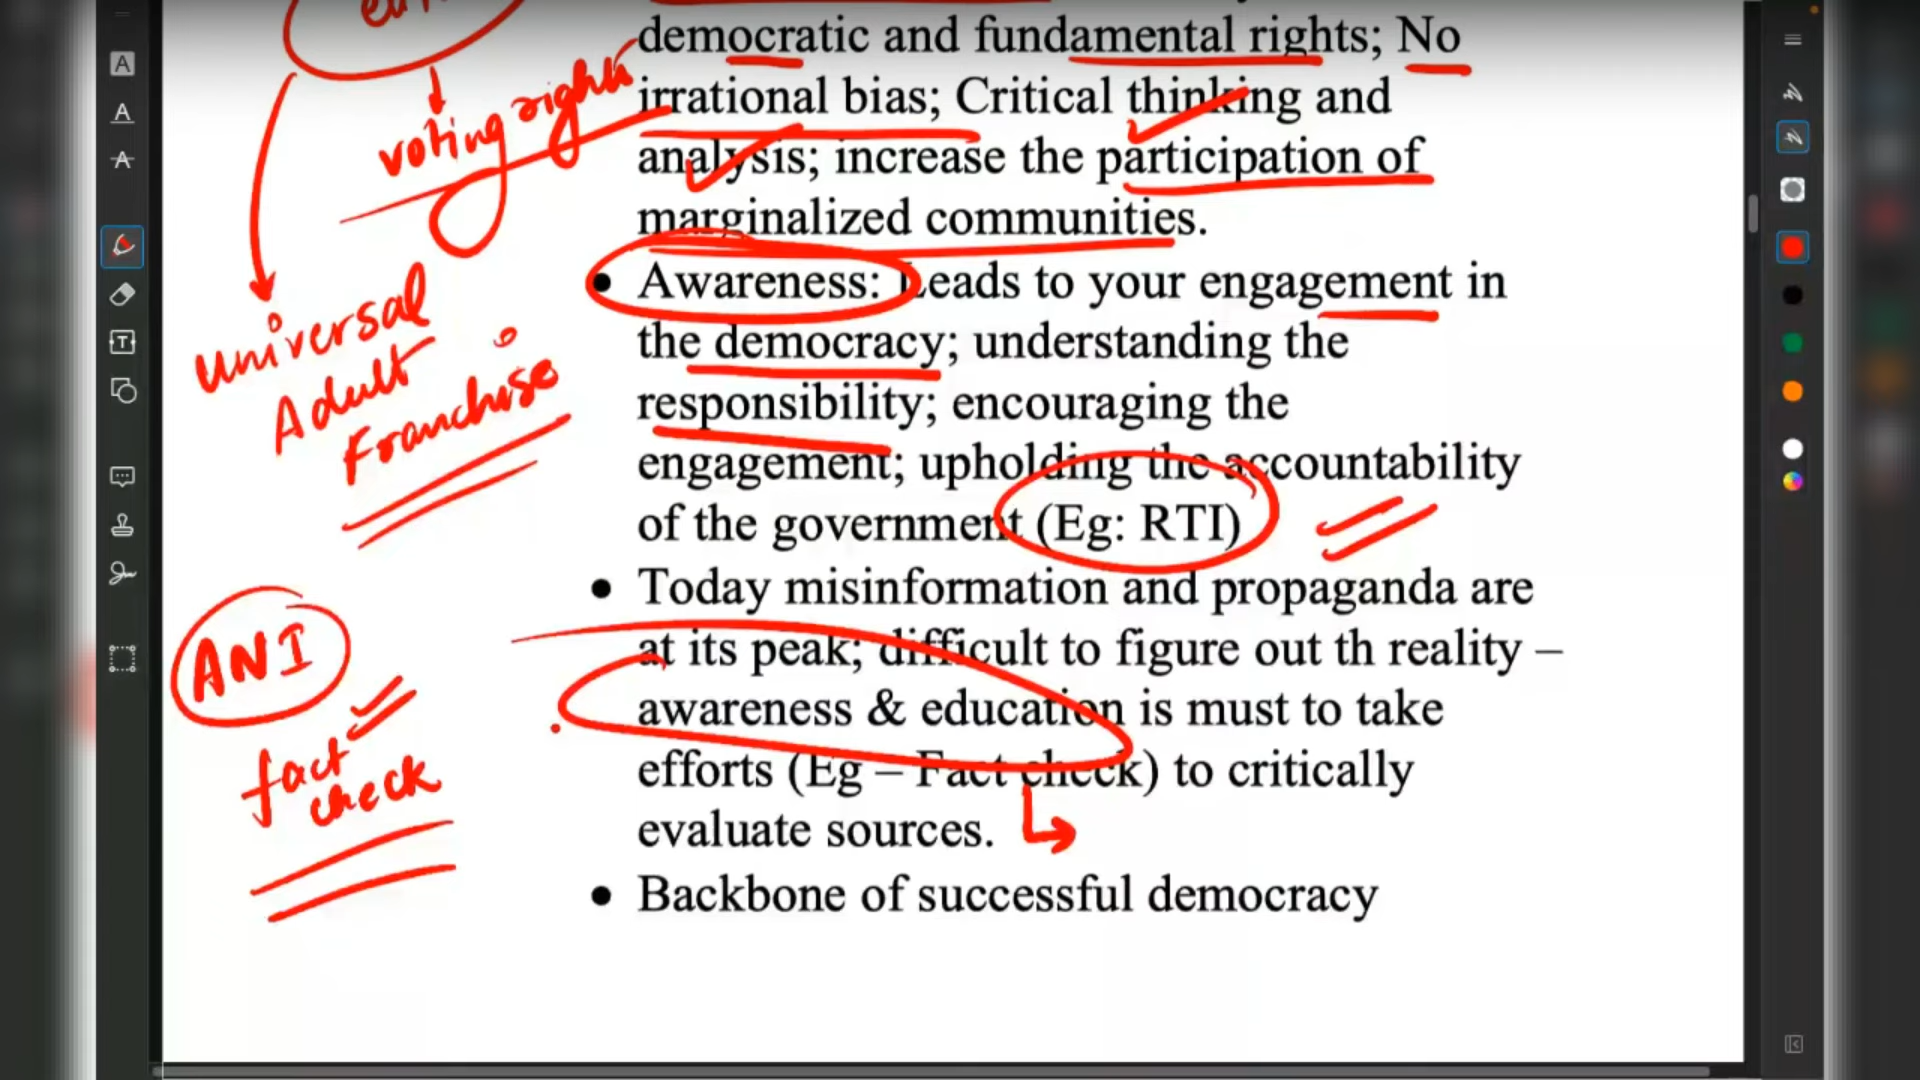 democratic and fundamental rights; No
irrational bias; Critical thinking and
analysis; increase the participation of
marginalized communities.
• Awareness: Leads to your engagement in
the democracy; understanding the
responsibility; encouraging the
engagement; upholding the accountability
of the government (Eg: RTI)
• Today misinformation and propaganda are
at its peak; difficult to figure out th reality –
awareness & education is must to take
efforts (Eg – Fact check) to critically
evaluate sources.
• Backbone of successful democracy
voting rights
universal
Adult
Franchise
ANI
fact
check